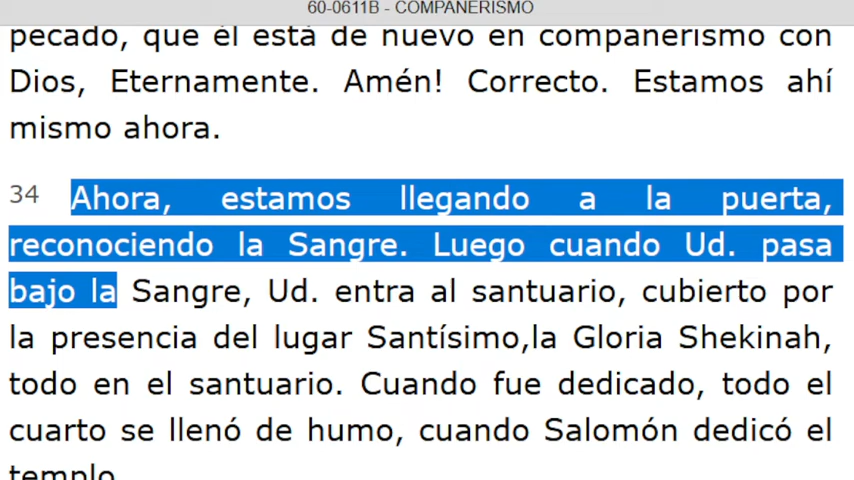 60-0611B - COMPAÑERISMO
pecado, que él está de nuevo en compañerismo con
Dios, Eternamente. Amén! Correcto. Estamos ahí
mismo ahora.
34 Ahora, estamos llegando a la puerta,
reconociendo la Sangre. Luego cuando Ud. pasa
bajo la Sangre, Ud. entra al santuario, cubierto por
la presencia del lugar Santísimo,la Gloria Shekinah,
todo en el santuario. Cuando fue dedicado, todo el
cuarto se llenó de humo, cuando Salomón dedicó el
templo.